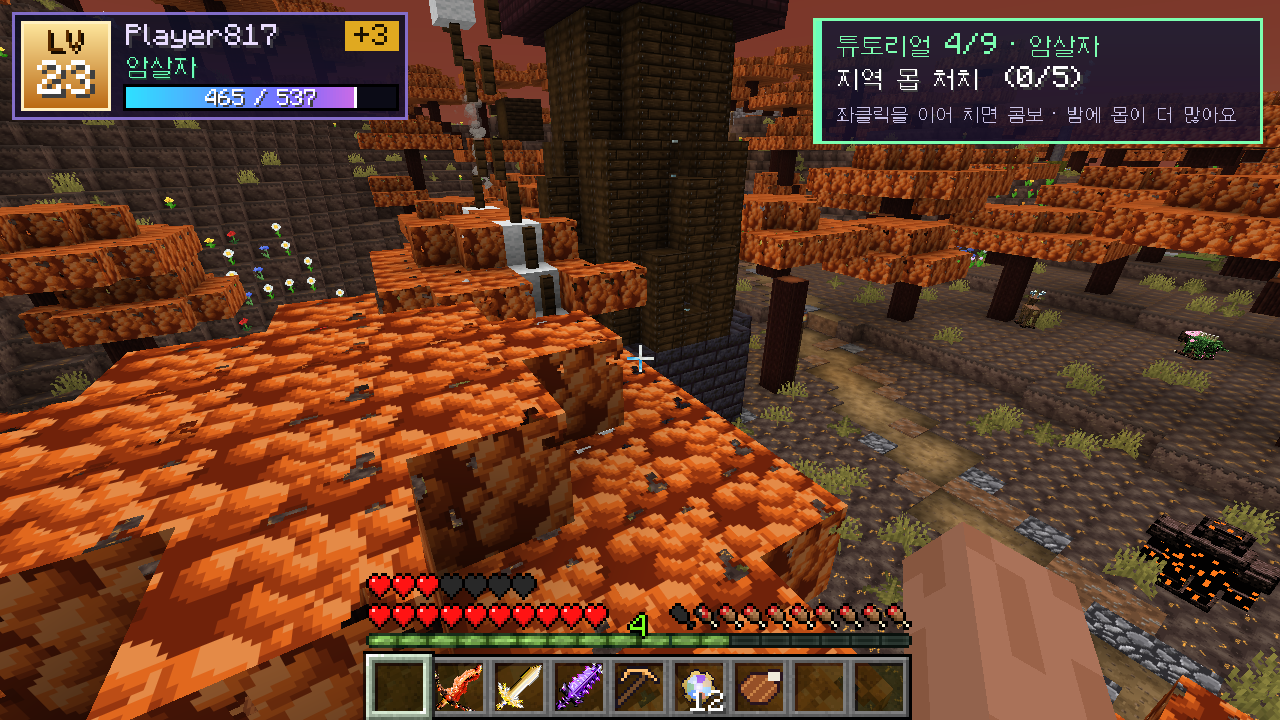 LV
23
Player817
+3
암살자
465 / 537
튜토리얼 4/9 · 암살자
지역 몹 처치 (0/5)
좌클릭을 이어 치면 콤보 · 밤에 몹이 더 많아요
4
12